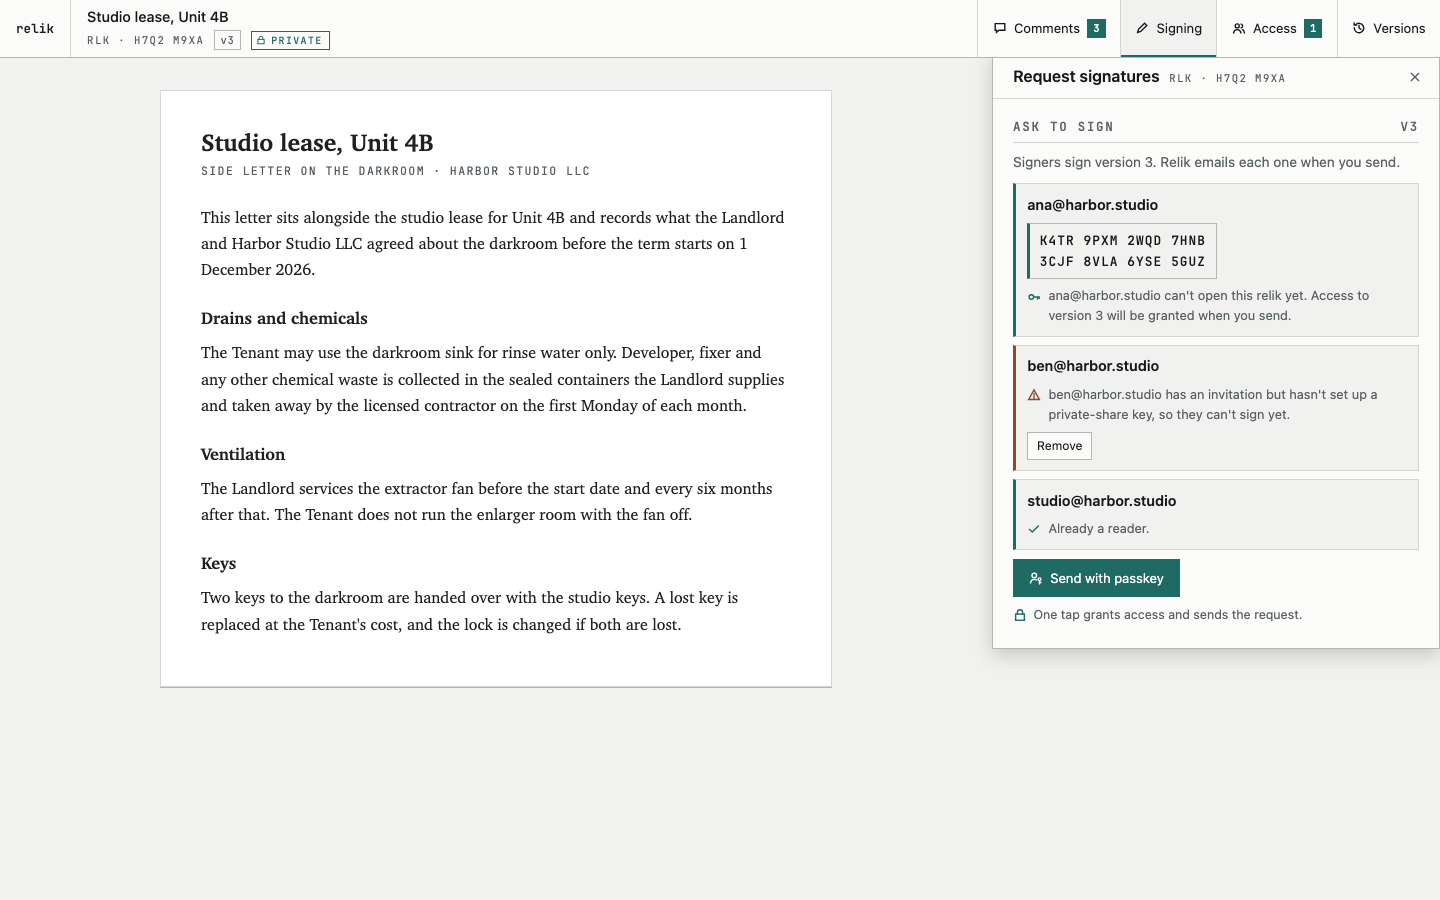 relik
Studio lease, Unit 4B
RLK · H7Q2 M9XA v3 PRIVATE
Comments 3
Signing
Access 1
Versions
Studio lease, Unit 4B
SIDE LETTER ON THE DARKROOM · HARBOR STUDIO LLC
This letter sits alongside the studio lease for Unit 4B and records what the Landlord
and Harbor Studio LLC agreed about the darkroom before the term starts on 1
December 2026.
Drains and chemicals
The Tenant may use the darkroom sink for rinse water only. Developer, fixer and
any other chemical waste is collected in the sealed containers the Landlord supplies
and taken away by the licensed contractor on the first Monday of each month.
Ventilation
The Landlord services the extractor fan before the start date and every six months
after that. The Tenant does not run the enlarger room with the fan off.
Keys
Two keys to the darkroom are handed over with the studio keys. A lost key is
replaced at the Tenant's cost, and the lock is changed if both are lost.
Request signatures RLK · H7Q2 M9XA
ASK TO SIGN V3
Signers sign version 3. Relik emails each one when you send.
ana@harbor.studio
K4TR 9PXM 2WQD 7HNB
3CJF 8VLA 6YSE 5GUZ
ana@harbor.studio can't open this relik yet. Access to
version 3 will be granted when you send.
ben@harbor.studio
ben@harbor.studio has an invitation but hasn't set up a
private-share key, so they can't sign yet.
Remove
studio@harbor.studio
Already a reader.
Send with passkey
One tap grants access and sends the request.